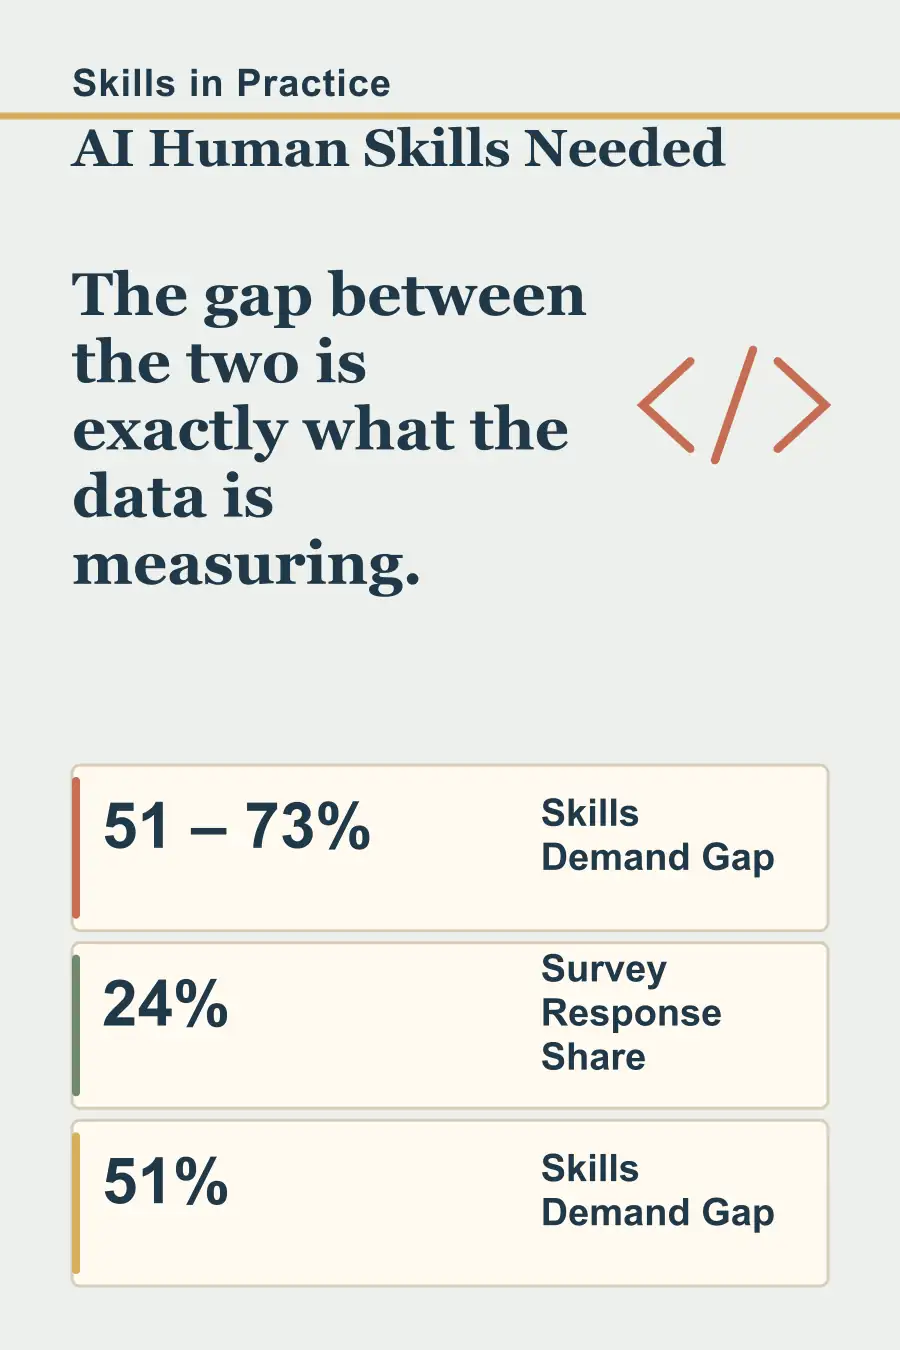 Skills in Practice
AI Human Skills Needed
The gap between
the two is
exactly what the
data is
measuring.
</>
51 – 73%
Skills
Demand Gap
24%
Survey
Response
Share
51%
Skills
Demand Gap